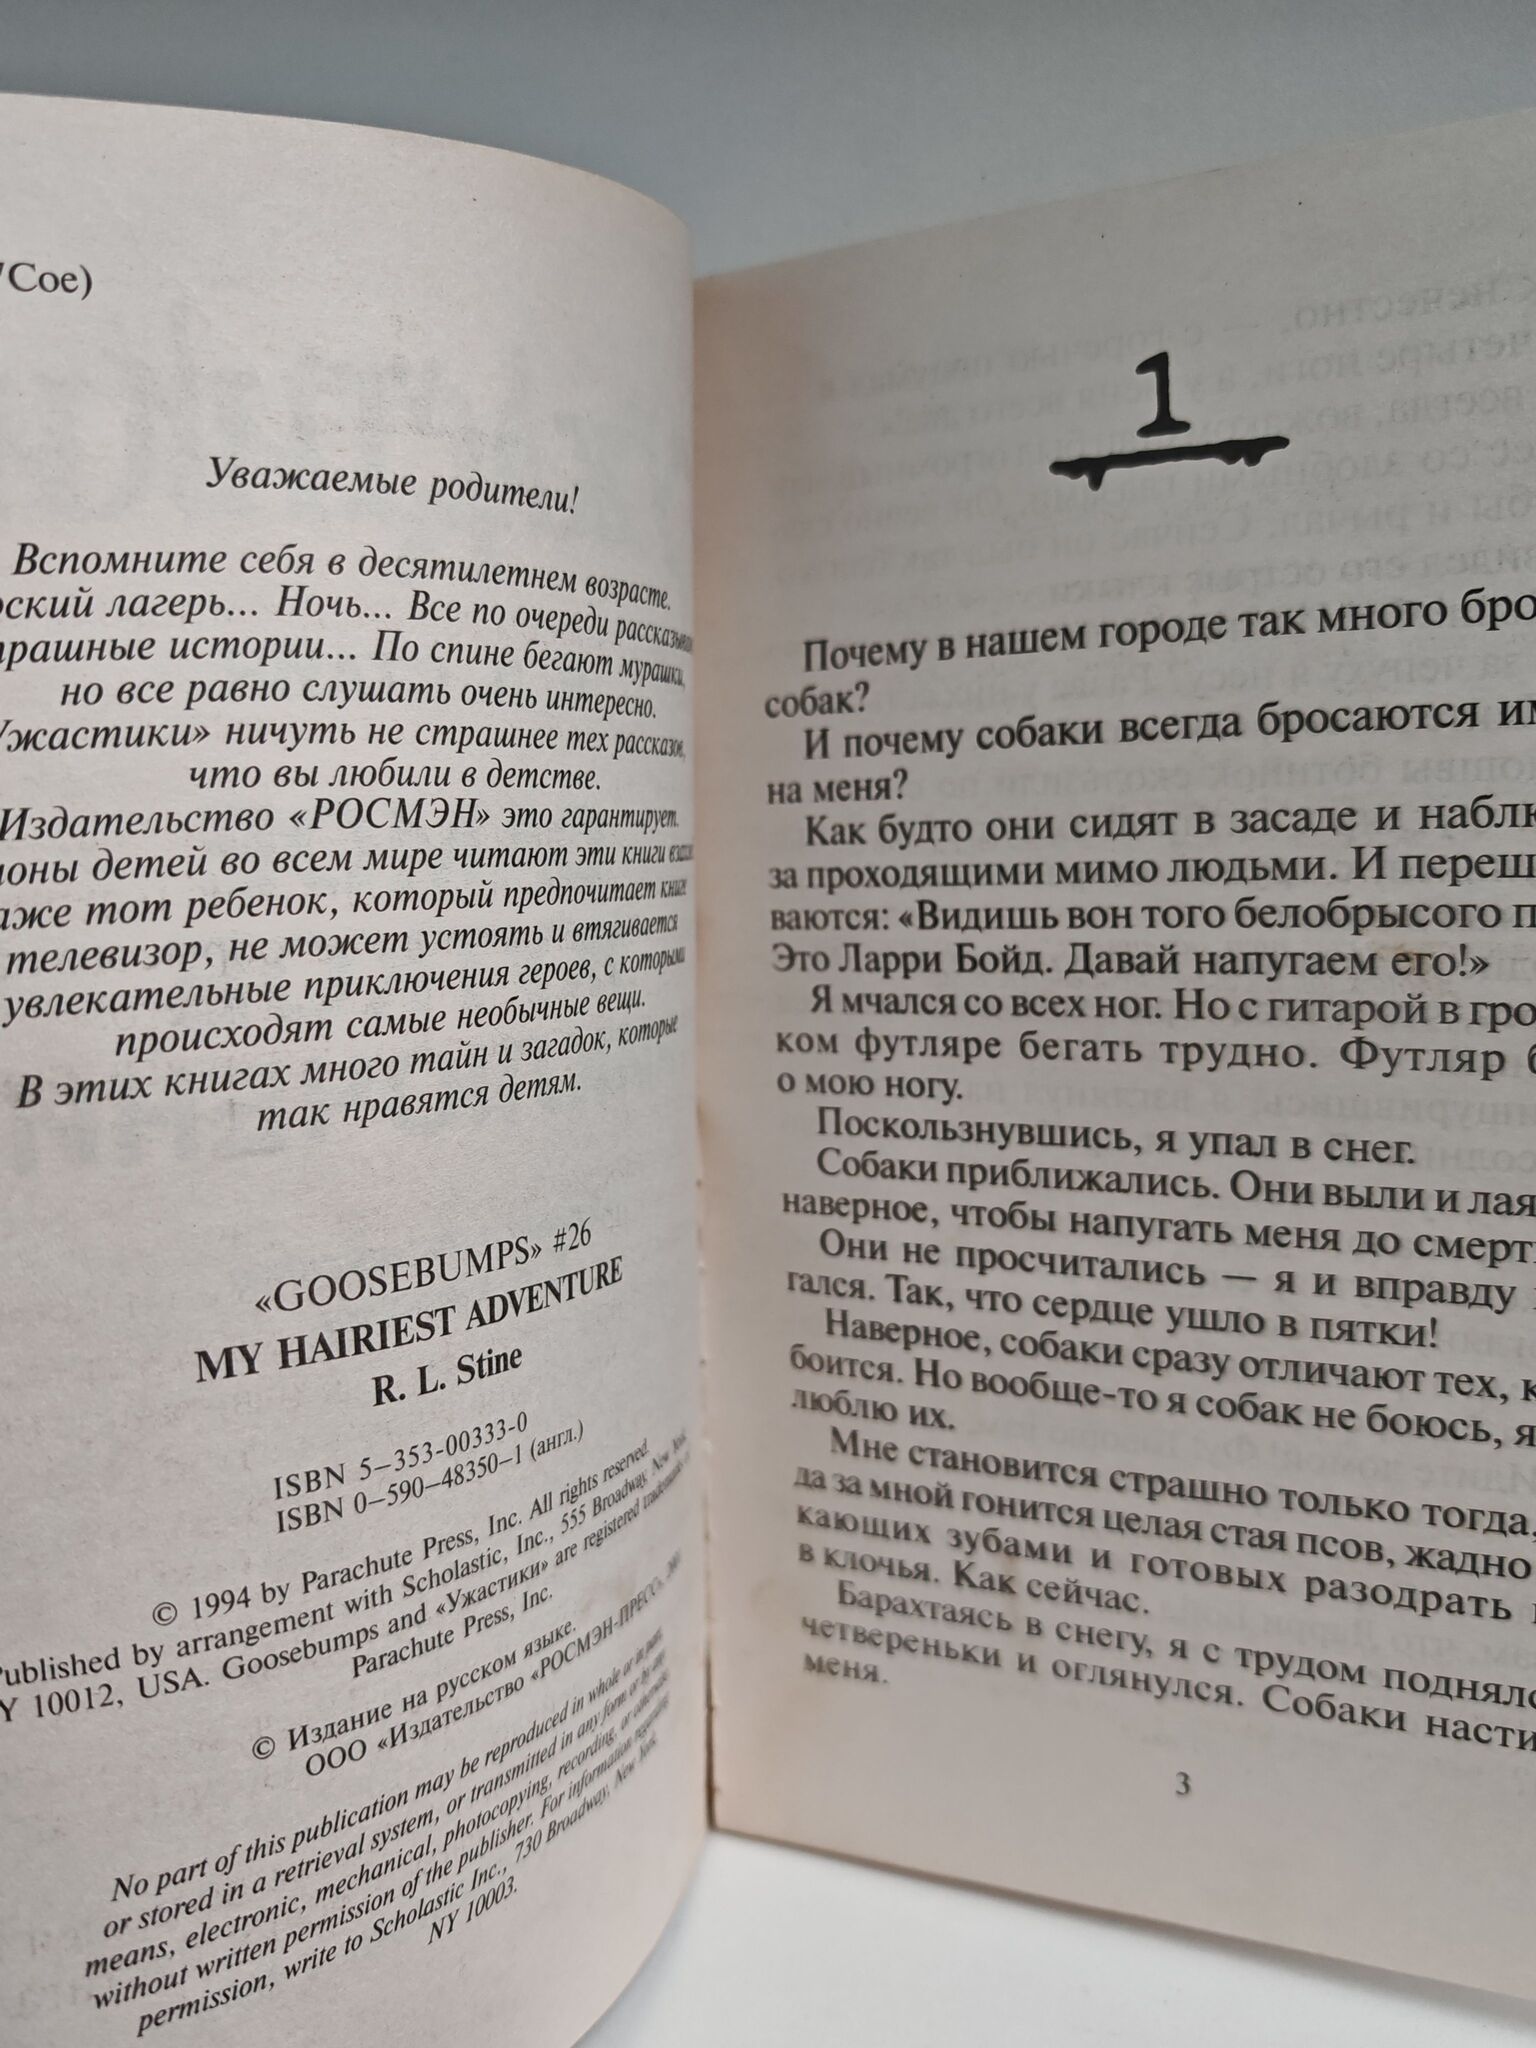 Сое)
Уважаемые родители!
Вспомните себя в десятилетнем возрасте.
лагерь... Ночь... Все по очереди
истории... По спине бегают мурашки,
но все равно слушать очень интересно.
ничуть не страшнее тех рассказов,
что вы любили в детстве.
Издательство «РОСМЭН» это гарантирует.
детей во всем мире читают эти книги
тот ребенок, который предпочитает книге
телевизор, не может устоять и втягивается
увлекательные приключения героев, с которыми
происходят самые необычные вещи.
В этих книгах много тайн и загадок, которые
так нравятся детям.
«GOOSEBUMPS» #26
MY HAIRIEST ADVENTURE
R. L. Stine
ISBN 5–353-00333-0
ISBN 0–590–48350–1 (англ.)
© 1994 by Parachute Press, Inc. All rights reserved.
Published by arrangement with Scholastic, Inc., 555 Broadway, New York
10012, USA. Goosebumps and «Ужастики» are registered trademarks of
Parachute Press, Inc.
© Издание на русском языке.
ООО «Издательство «РОСМЭН-ПРЕСС»,
No part of this publication may be reproduced in whole or in part,
or stored in a retrieval system, or transmitted in any form or by any
means, electronic, mechanical, photocopying, recording, or otherwise
without written permission of the publisher. For information regarding
permission, write to Scholastic Inc., 730 Broadway, New York
NY 10003.
1
Почему в нашем городе так много бро
собак?
И почему собаки всегда бросаются им
на меня?
Как будто они сидят в засаде и наблю
за проходящими мимо людьми. И переш
ваются: «Видишь вон того белобрысого п
Это Ларри Бойд. Давай напугаем его!»
Я мчался со всех ног. Но с гитарой в гро
ком футляре бегать трудно. Футляр б
о мою ногу.
Поскользнувшись, я упал в снег.
Собаки приближались. Они выли и лая
наверное, чтобы напугать меня до смерт
Они не просчитались — я и вправду
гался. Так, что сердце ушло в пятки!
Наверное, собаки сразу отличают тех, к
боится. Но вообще-то я собак не боюсь, я
люблю их.
Мне становится страшно только тогда,
да за мной гонится целая стая псов, жадно
кающих зубами и готовых разодрать
в клочья. Как сейчас.
Барахтаясь в снегу, я с трудом поднялс
четвереньки и оглянулся. Собаки насти
меня.
3